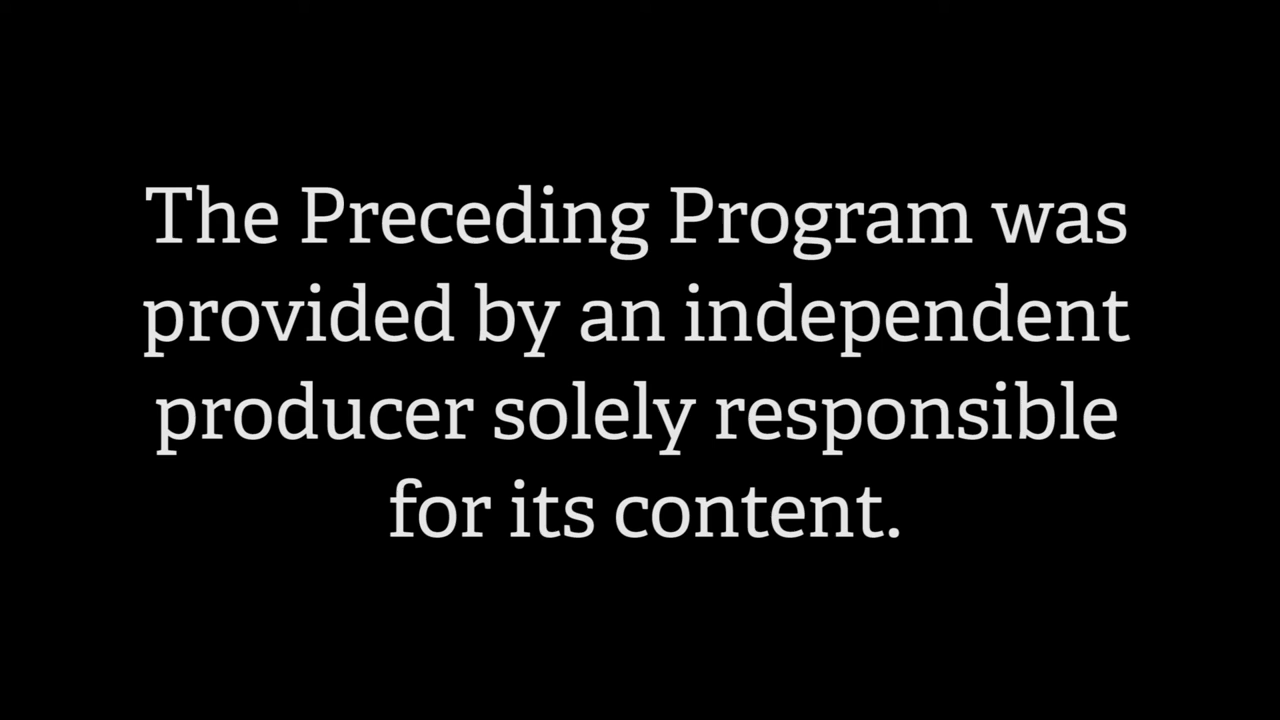 The Preceding Program was
provided by an independent
producer solely responsible
for its content.